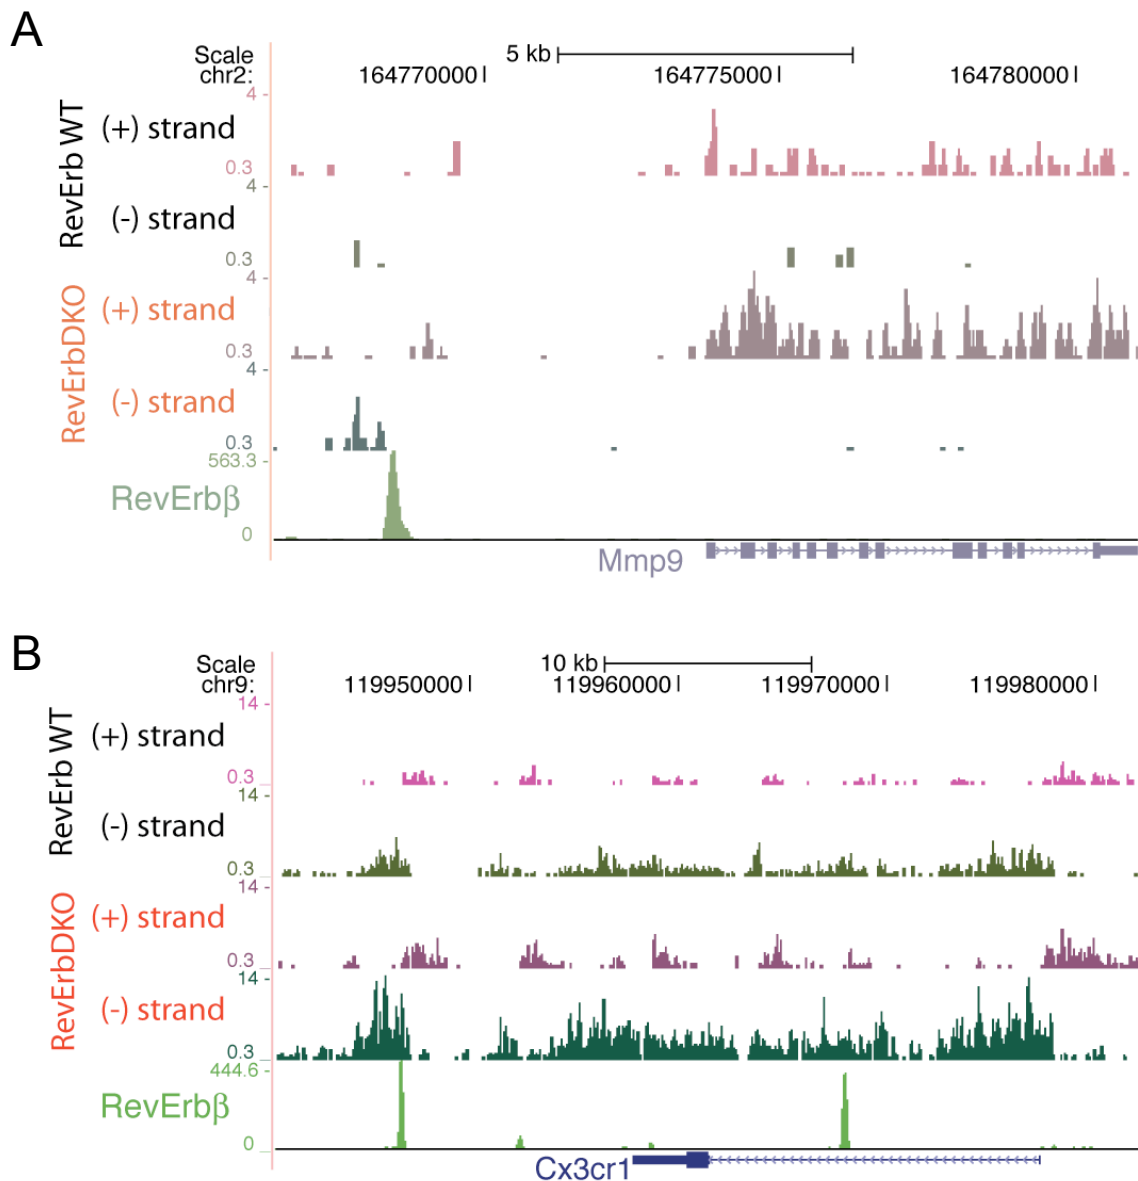 A
Scale 5 kb
chr2: 164770000 164775000 164780000
RevErb WT
4 -
(+) strand
0.3
4 -
(-) strand
0.3
RevErbDKO
4 -
(+) strand
0.3
4 -
(-) strand
0.3
563.3 -
RevErbβ
0
Mmp9
B
Scale 10 kb
chr9: 119950000 119960000 119970000 119980000
RevErb WT
14 -
(+) strand
0.3
14 -
(-) strand
0.3
RevErbDKO
14 -
(+) strand
0.3
14 -
(-) strand
0.3
444.6 -
RevErbβ
0
Cx3cr1